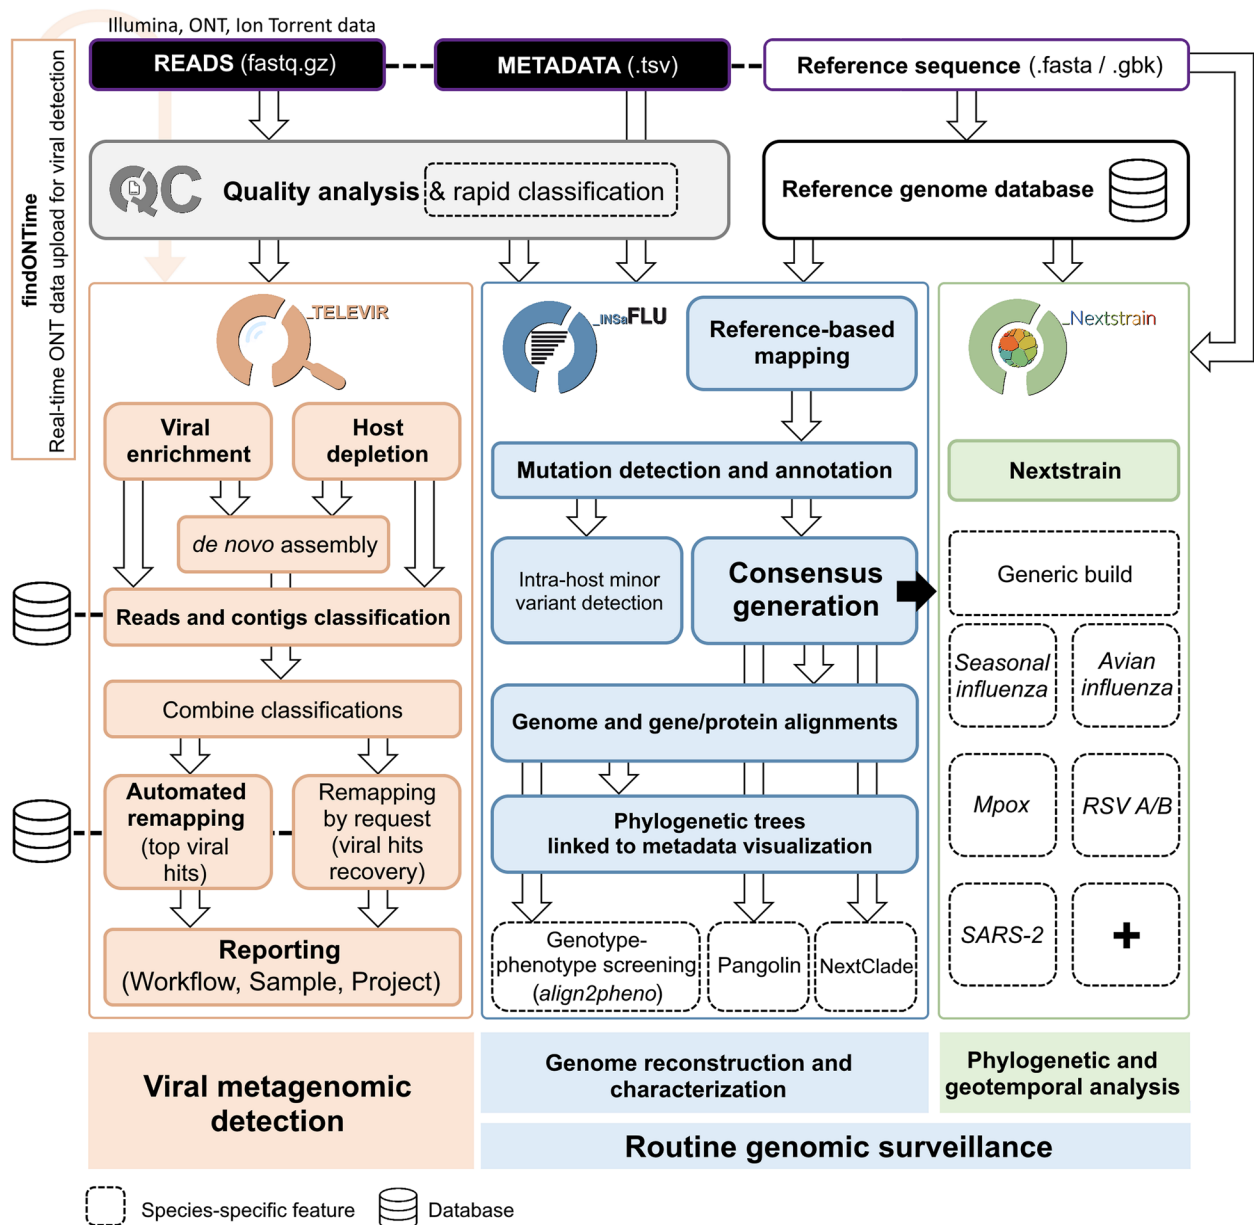 Illumina, ONT, Ion Torrent data
READS (fastq.gz)
METADATA (.tsv)
Reference sequence (.fasta / .gbk)
findONTime
Real-time ONT data upload for viral detection
QC
Quality analysis & rapid classification
Reference genome database
_TELEVIR
_INSaFLU
Reference-based
mapping
_Nextstrain
Viral
enrichment
Host
depletion
Mutation detection and annotation
Nextstrain
de novo assembly
Intra-host minor
variant detection
Consensus
generation
Generic build
Reads and contigs classification
Seasonal
influenza
Avian
influenza
Combine classifications
Genome and gene/protein alignments
Automated
remapping
(top viral
hits)
Remapping
by request
(viral hits
recovery)
Phylogenetic trees
linked to metadata visualization
Mpox
RSV A/B
Reporting
(Workflow, Sample, Project)
Genotype-
phenotype screening
(align2pheno)
Pangolin
NextClade
SARS-2
+
Viral metagenomic
detection
Genome reconstruction and
characterization
Phylogenetic and
geotemporal analysis
Routine genomic surveillance
Species-specific feature
Database